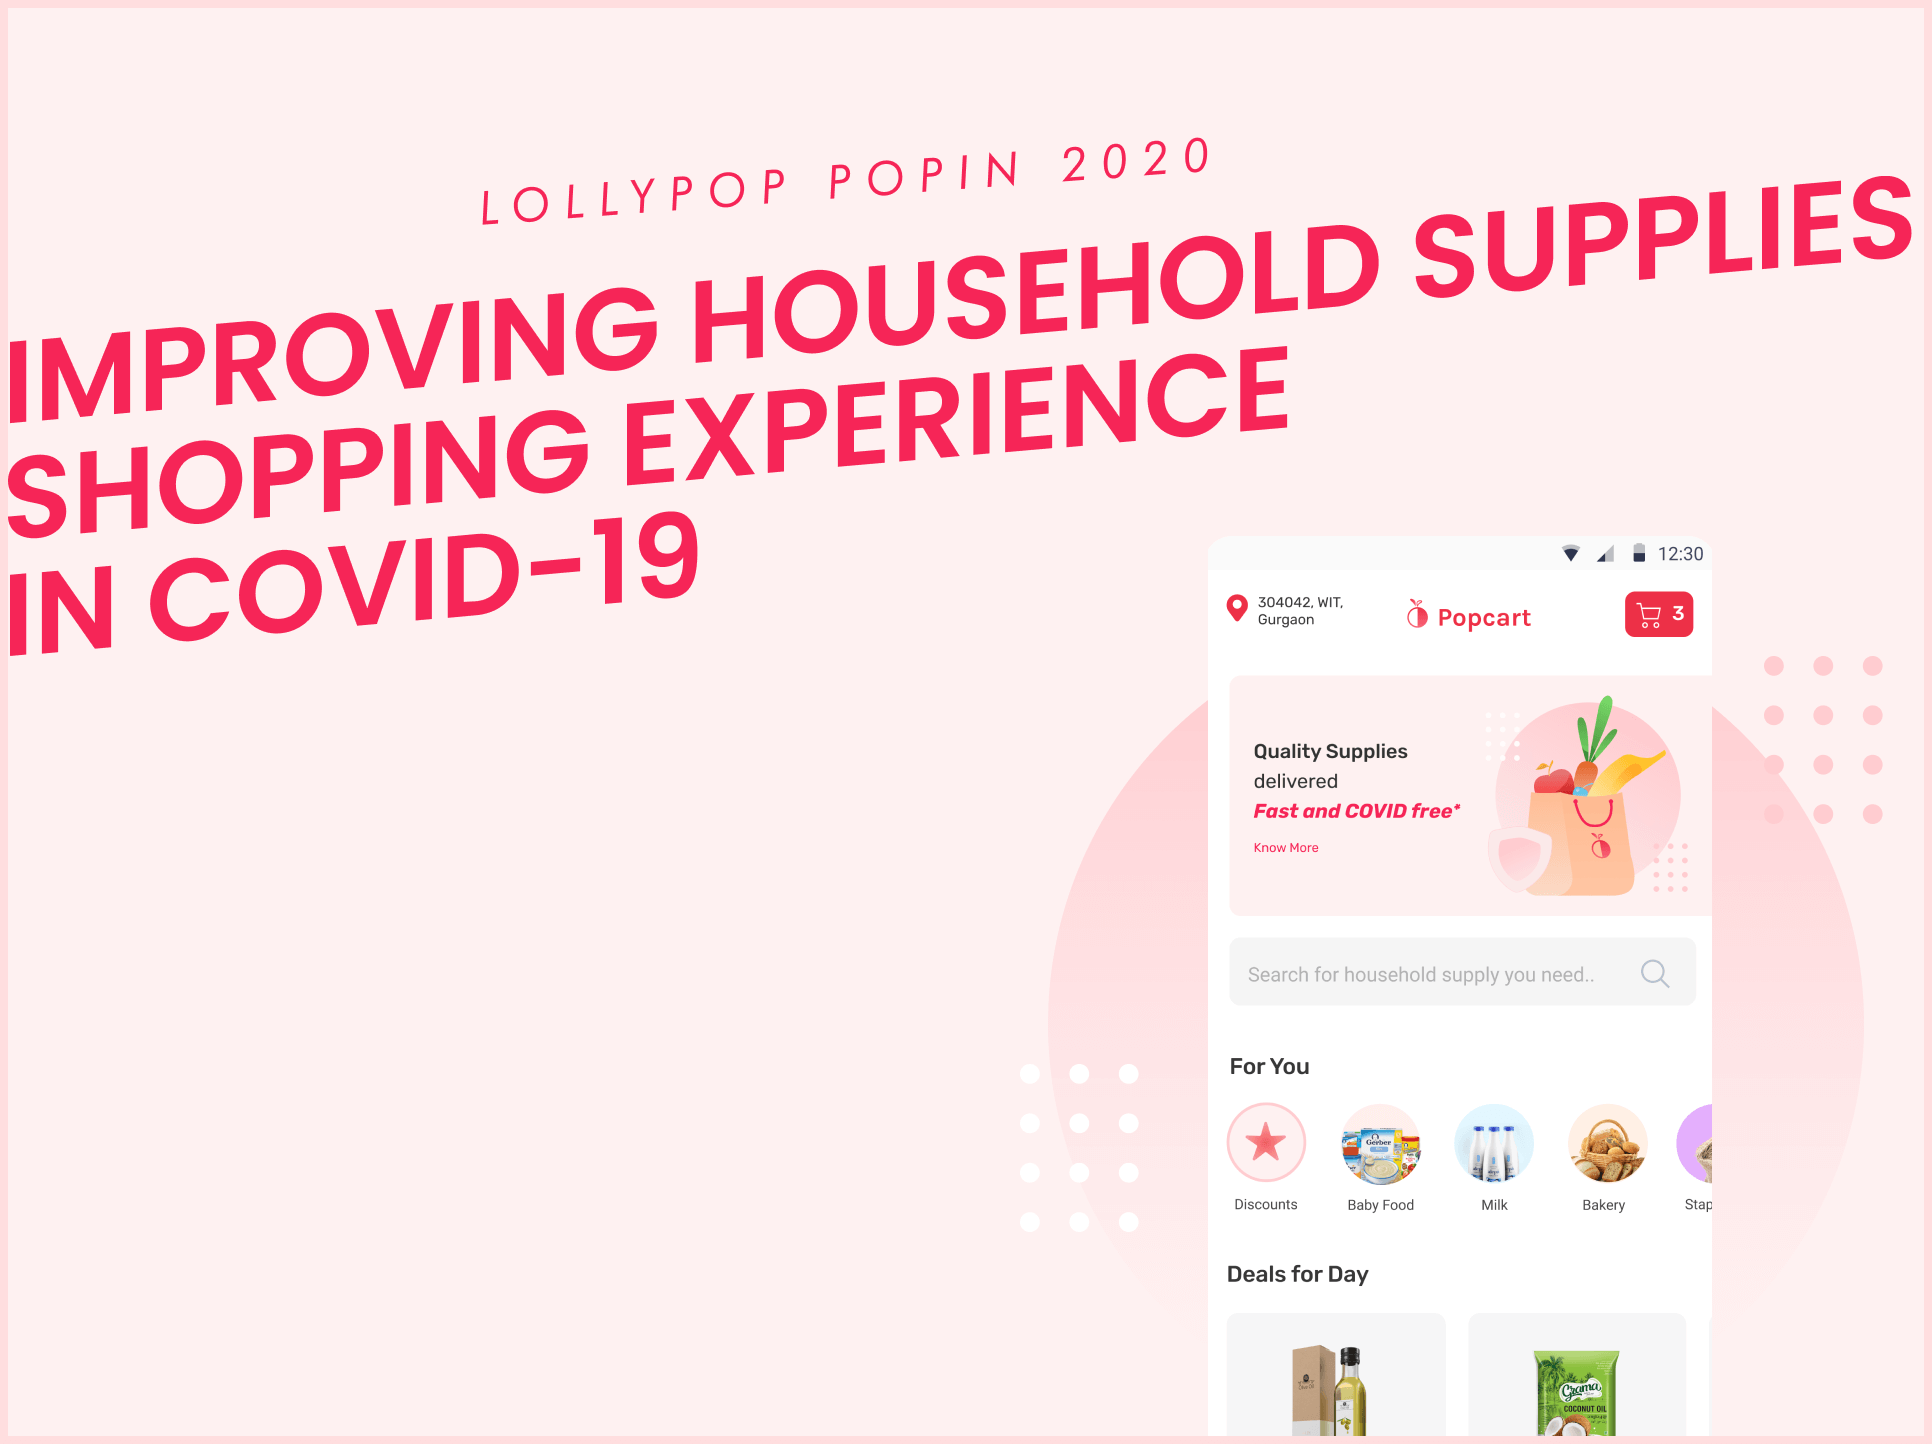 LOLLYPOP POPIN 2020
IMPROVING HOUSEHOLD SUPPLIES
SHOPPING EXPERIENCE
IN COVID-19
12:30
304042, WIT,
Gurgaon
Popcart
3
Quality Supplies
delivered
Fast and COVID free*
Know More
Search for household supply you need..
For You
Gerber
Discounts
Baby Food
Milk
Bakery
Stap
Deals for Day
Grama
COCONUT OIL